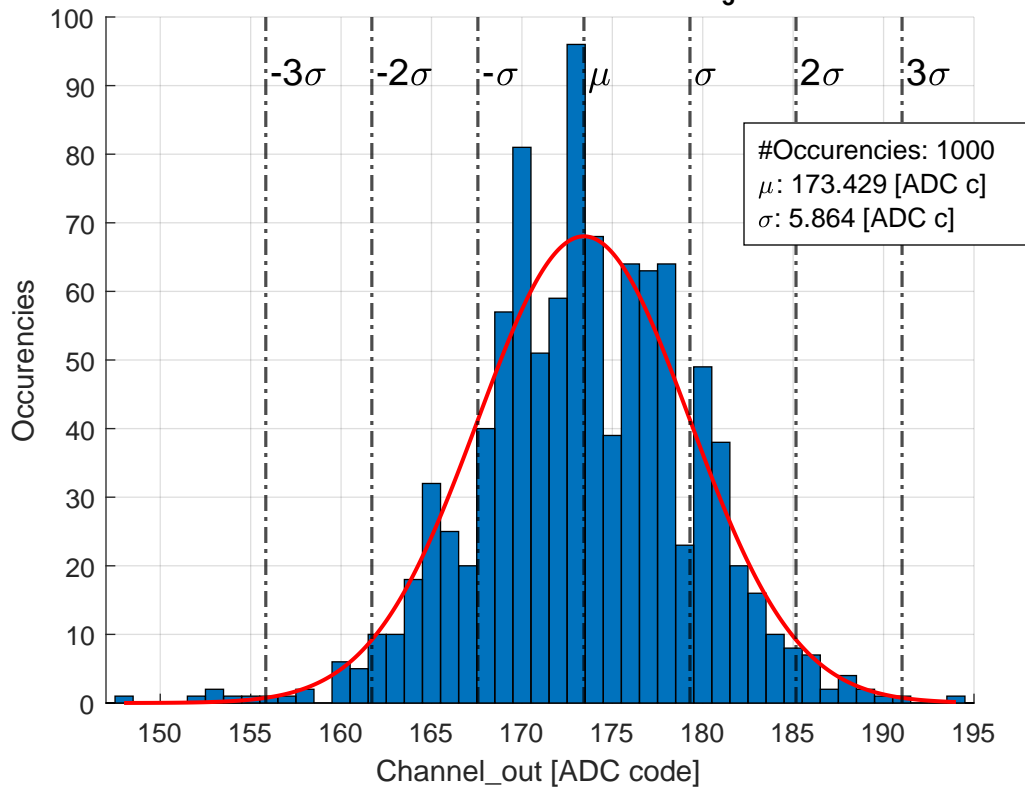 100
90
80
70
60
50
40
30
20
10
0
Occurencies
-3σ
-2σ
-σ
μ
σ
2σ
3σ
#Occurencies: 1000
μ: 173.429 [ADC c]
σ: 5.864 [ADC c]
150
155
160
165
170
175
180
185
190
195
Channel_out [ADC code]